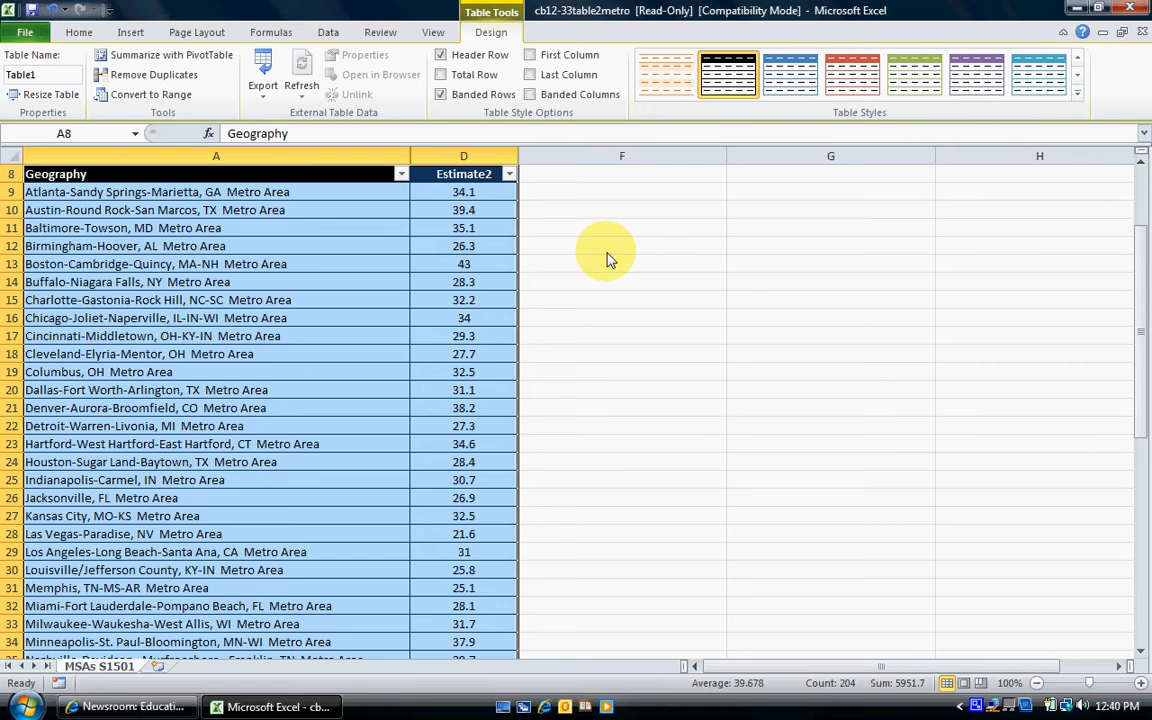 Table Tools
cb12-33table2metro [Read-Only] [Compatibility Mode] - Microsoft Excel
File Home Insert Page Layout Formulas Data Review View Design
Table Name:
Table1
Resize Table
Properties
Summarize with PivotTable
Remove Duplicates
Convert to Range
Tools
Export
Refresh
Properties
Open in Browser
Unlink
External Table Data
Header Row
Total Row
Banded Rows
First Column
Last Column
Banded Columns
Table Style Options
Table Styles
A8 fx Geography
A D F G H
8 Geography Estimate2
9 Atlanta-Sandy Springs-Marietta, GA Metro Area 34.1
10 Austin-Round Rock-San Marcos, TX Metro Area 39.4
11 Baltimore-Towson, MD Metro Area 35.1
12 Birmingham-Hoover, AL Metro Area 26.3
13 Boston-Cambridge-Quincy, MA-NH Metro Area 43
14 Buffalo-Niagara Falls, NY Metro Area 28.3
15 Charlotte-Gastonia-Rock Hill, NC-SC Metro Area 32.2
16 Chicago-Joliet-Naperville, IL-IN-WI Metro Area 34
17 Cincinnati-Middletown, OH-KY-IN Metro Area 29.3
18 Cleveland-Elyria-Mentor, OH Metro Area 27.7
19 Columbus, OH Metro Area 32.5
20 Dallas-Fort Worth-Arlington, TX Metro Area 31.1
21 Denver-Aurora-Broomfield, CO Metro Area 38.2
22 Detroit-Warren-Livonia, MI Metro Area 27.3
23 Hartford-West Hartford-East Hartford, CT Metro Area 34.6
24 Houston-Sugar Land-Baytown, TX Metro Area 28.4
25 Indianapolis-Carmel, IN Metro Area 30.7
26 Jacksonville, FL Metro Area 26.9
27 Kansas City, MO-KS Metro Area 32.5
28 Las Vegas-Paradise, NV Metro Area 21.6
29 Los Angeles-Long Beach-Santa Ana, CA Metro Area 31
30 Louisville/Jefferson County, KY-IN Metro Area 25.8
31 Memphis, TN-MS-AR Metro Area 25.1
32 Miami-Fort Lauderdale-Pompano Beach, FL Metro Area 28.1
33 Milwaukee-Waukesha-West Allis, WI Metro Area 31.7
34 Minneapolis-St. Paul-Bloomington, MN-WI Metro Area 37.9
MSAs S1501
Ready Average: 39.678 Count: 204 Sum: 5951.7 100%
Newsroom: Educati... Microsoft Excel - cb... 12:40 PM